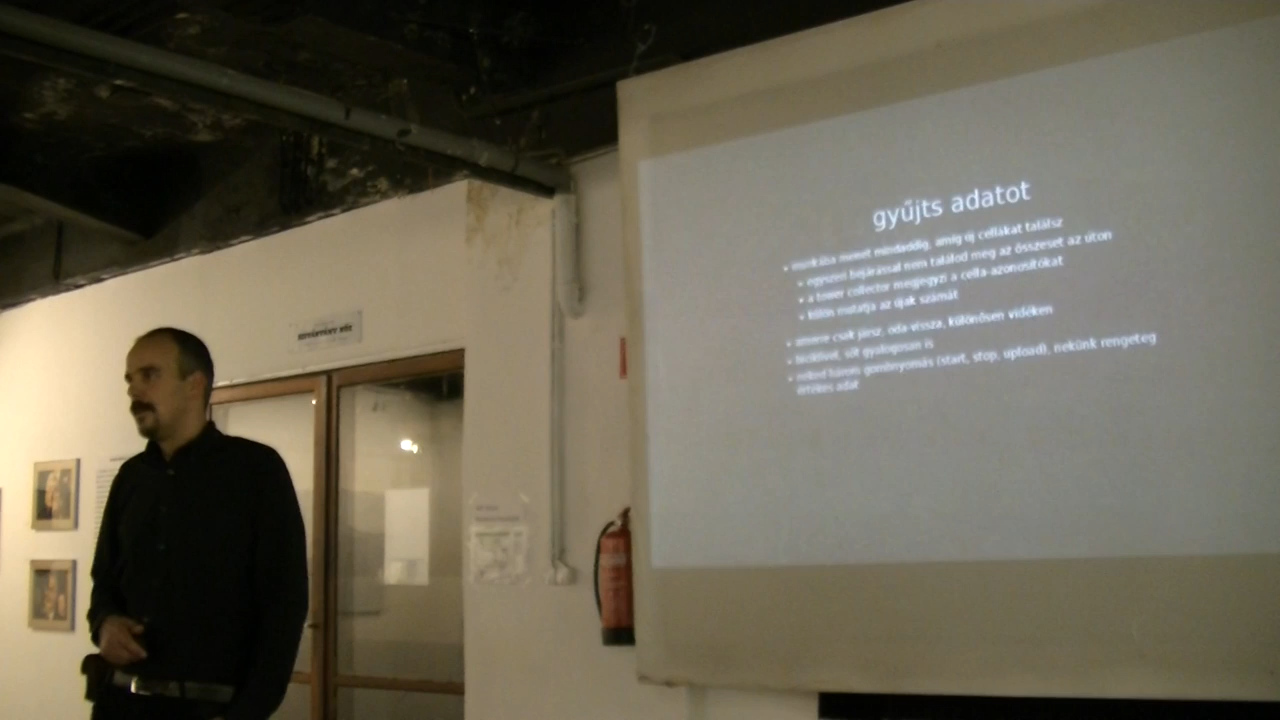 gyűjts adatot
munkába menet mindaddig, amíg új cellákat találsz
egyszeri bejárással nem találod meg az összeset az úton
a tower collector megjegyzi a cella-azonosítókat
külön mutatja az újak számát
amerre csak jársz, oda-vissza, különösen vidéken
biciklivel, sőt gyalogosan is
neked három gombnyomás (start, stop, upload), nekünk rengeteg
értékes adat